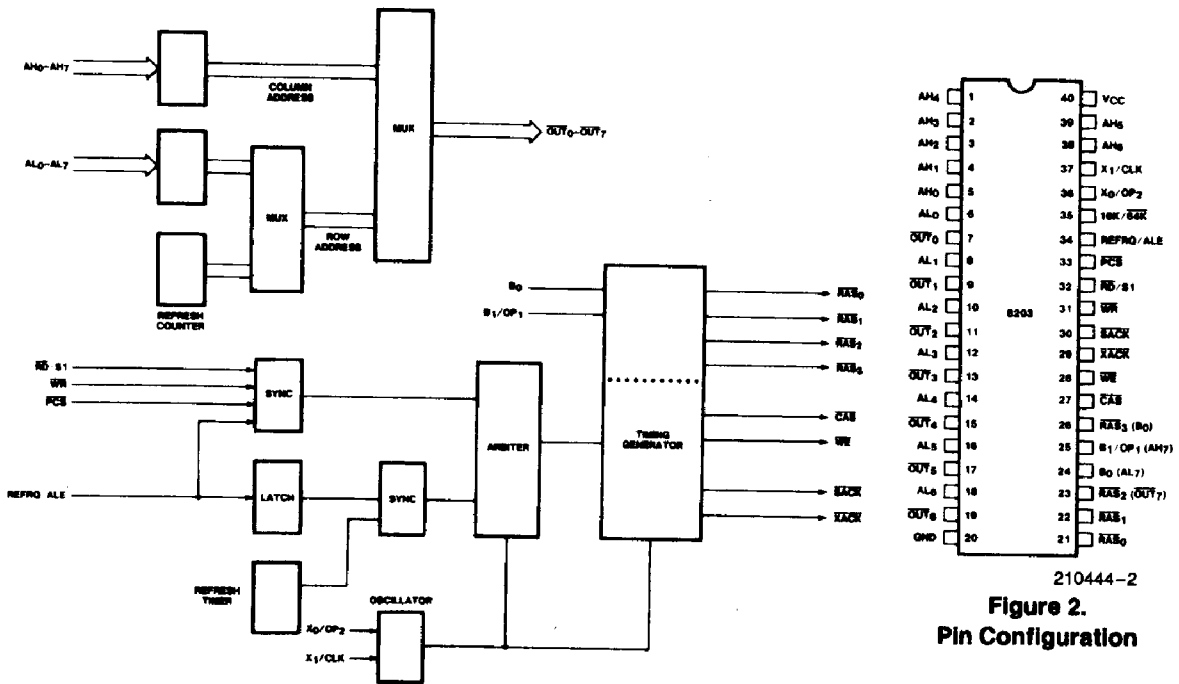 AH0–AH7
COLUMN
ADDRESS
MUX
OUT0–OUT7
AL0–AL7
MUX
ROW
ADDRESS
REFRESH
COUNTER
B0
B1/OP1
RAS0
RAS1
RAS2
RAS3
RD S1
WR
PCS
SYNC
ARBITER
TIMING
GENERATOR
CAS
WE
REFRQ ALE
LATCH
SYNC
SACK
XACK
REFRESH
TIMER
OSCILLATOR
X0/OP2
X1/CLK
AH4 1 40 VCC
AH3 2 39 AH5
AH2 3 38 AH6
AH1 4 37 X1/CLK
AH0 5 36 X0/OP2
AL0 6 35 16K/64K
OUT0 7 34 REFRQ/ALE
AL1 8 33 PCS
OUT1 9 32 RD/S1
AL2 10 8203 31 WR
OUT2 11 30 SACK
AL3 12 29 XACK
OUT3 13 28 WE
AL4 14 27 CAS
OUT4 15 26 RAS3 (B0)
AL5 16 25 B1/OP1 (AH7)
OUT5 17 24 B0 (AL7)
AL6 18 23 RAS2 (OUT7)
OUT6 19 22 RAS1
GND 20 21 RAS0
210444–2
Figure 2.
Pin Configuration